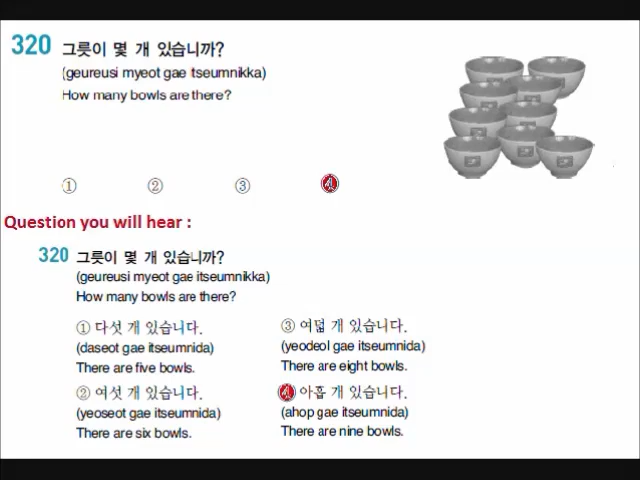 320 그릇이 몇 개 있습니까?
(geureusi myeot gae itseumnikka)
How many bowls are there?
① ② ③ ④
Question you will hear :
320 그릇이 몇 개 있습니까?
(geureusi myeot gae itseumnikka)
How many bowls are there?
① 다섯 개 있습니다.
(daseot gae itseumnida)
There are five bowls.
② 여섯 개 있습니다.
(yeoseot gae itseumnida)
There are six bowls.
③ 여덟 개 있습니다.
(yeodeol gae itseumnida)
There are eight bowls.
④ 아홉 개 있습니다.
(ahop gae itseumnida)
There are nine bowls.